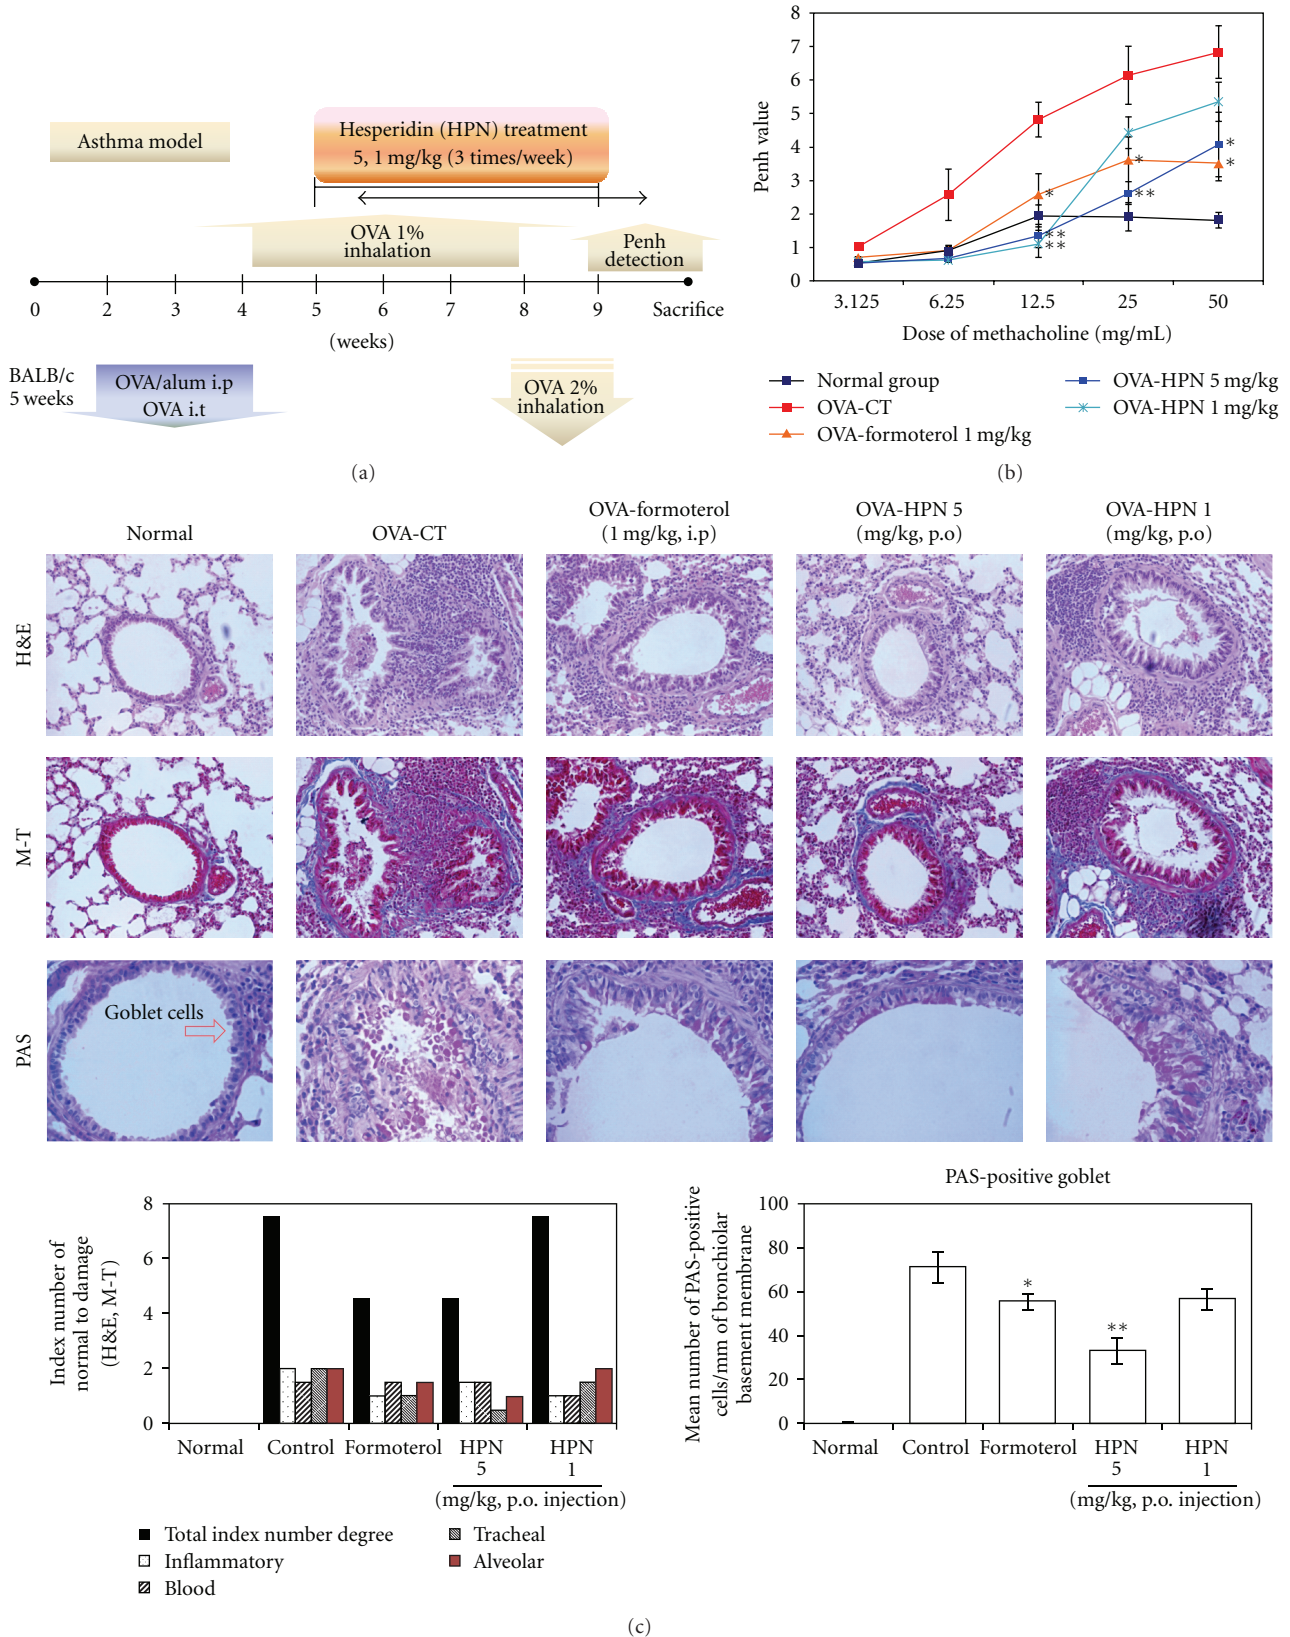 (a)
Asthma model
Hesperidin (HPN) treatment
5, 1 mg/kg (3 times/week)
OVA 1%
inhalation
Penh
detection
0 2 3 4 5 6 7 8 9 Sacrifice
(weeks)
BALB/c
5 weeks
OVA/alum i.p
OVA i.t
OVA 2%
inhalation
Penh value
8
7
6
5
4
3
2
1
0
* * ** ** ** * *
3.125 6.25 12.5 25 50
Dose of methacholine (mg/mL)
Normal group
OVA-CT
OVA-formoterol 1 mg/kg
OVA-HPN 5 mg/kg
OVA-HPN 1 mg/kg
(b)
Normal
OVA-CT
OVA-formoterol
(1 mg/kg, i.p)
OVA-HPN 5
(mg/kg, p.o)
OVA-HPN 1
(mg/kg, p.o)
H&E
M-T
PAS
Goblet cells
Index number of
normal to damage
(H&E, M-T)
8
6
4
2
0
Normal Control Formoterol HPN HPN
5 1
(mg/kg, p.o. injection)
Total index number degree
Inflammatory
Blood
Tracheal
Alveolar
PAS-positive goblet
Mean number of PAS-positive
cells/mm of bronchiolar
basement membrane
100
80
60
40
20
0
* **
Normal Control Formoterol HPN HPN
5 1
(mg/kg, p.o. injection)
(c)